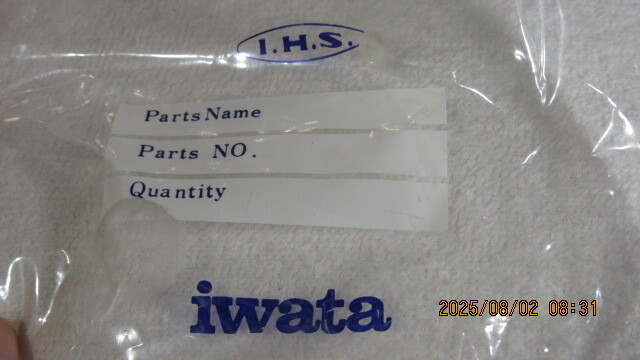 I.H.S.
Parts Name
Parts NO.
Quantity
iwata
2025/08/02 08:31